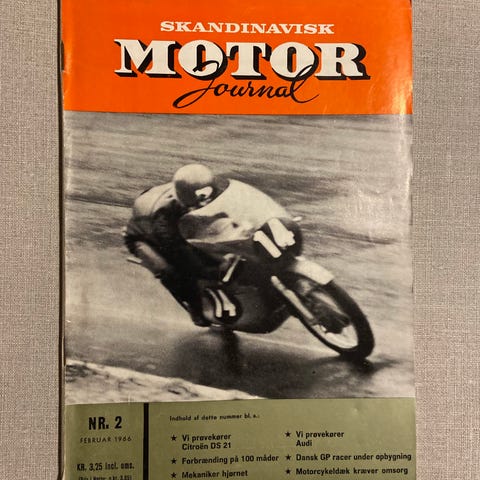 SKANDINAVISK
MOTOR
Journal
14
14
NR. 2
FEBRUAR 1966
KR. 3,25 incl. oms.
Indhold af dette nummer bl. a.:
★ Vi prøvekører
Citroën DS 21
★ Forbrænding på 100 måder
★ Mekaniker hjørnet
★ Vi prøvekører
Audi
★ Dansk GP racer under opbygning
★ Motorcykeldæk kræver omsorg